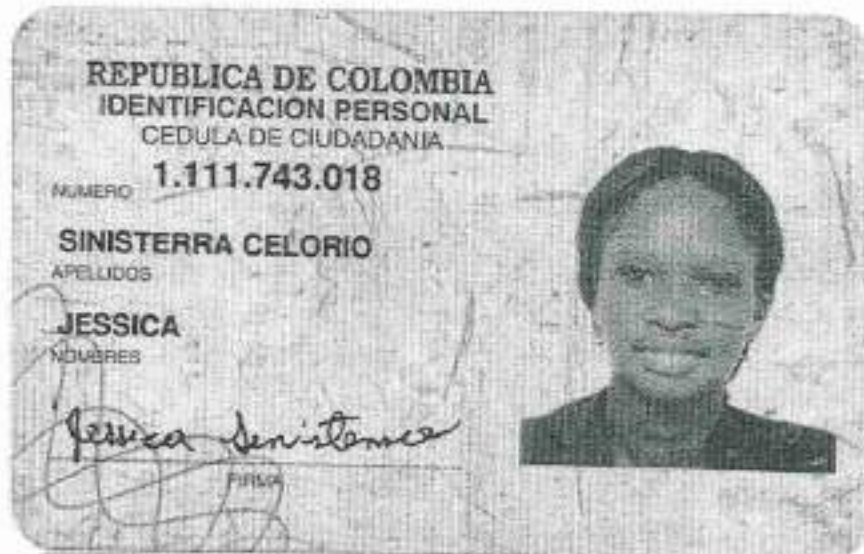 REPUBLICA DE COLOMBIA
IDENTIFICACION PERSONAL
CEDULA DE CIUDADANIA
NUMERO 1.111.743.018
SINISTERRA CELORIO
APELLIDOS
JESSICA
NOMBRES
Jessica Sinisterra
FIRMA